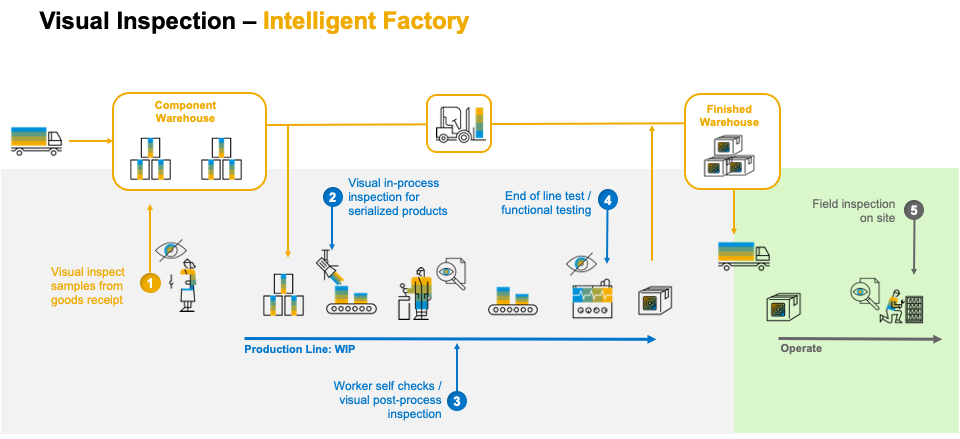 Visual Inspection – Intelligent Factory
Component
Warehouse
Finished
Warehouse
2
Visual in-process
inspection for
serialized products
End of line test /
functional testing
4
Field inspection
on site
5
Visual inspect
samples from
goods receipt
1
Production Line: WIP
Operate
Worker self checks /
visual post-process
inspection
3